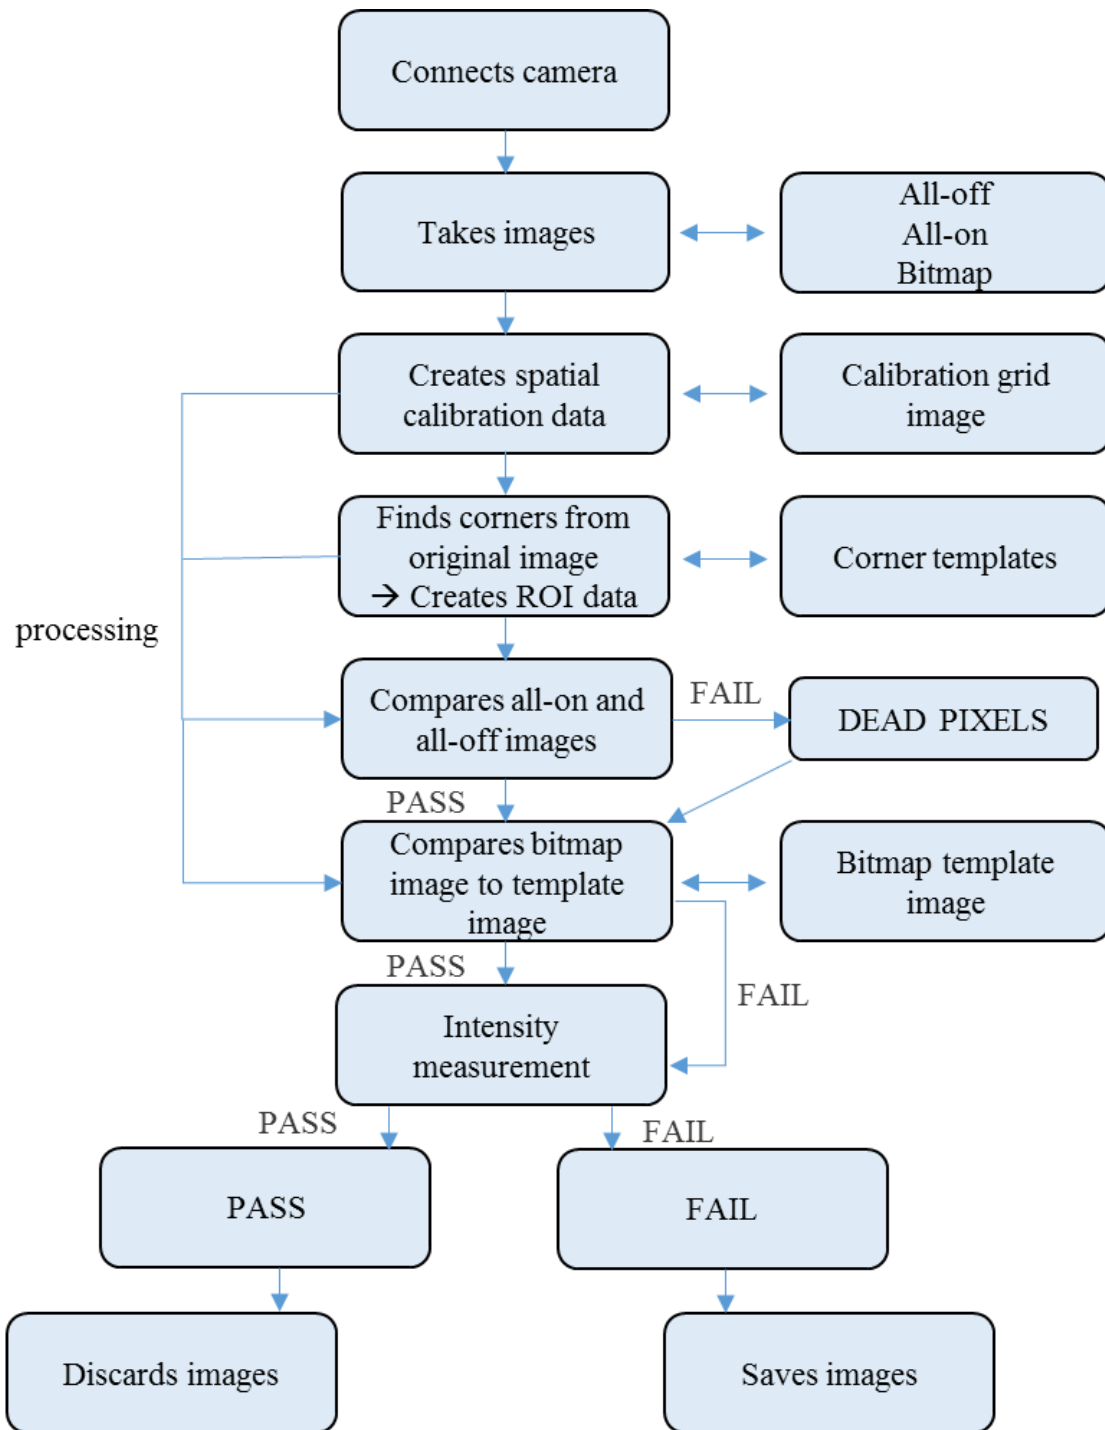 Connects camera
Takes images
All-off
All-on
Bitmap
Creates spatial
calibration data
Calibration grid
image
Finds corners from
original image
→ Creates ROI data
Corner templates
processing
Compares all-on and
all-off images
FAIL
DEAD PIXELS
PASS
Compares bitmap
image to template
image
Bitmap template
image
PASS
FAIL
Intensity
measurement
PASS
FAIL
PASS
FAIL
Discards images
Saves images